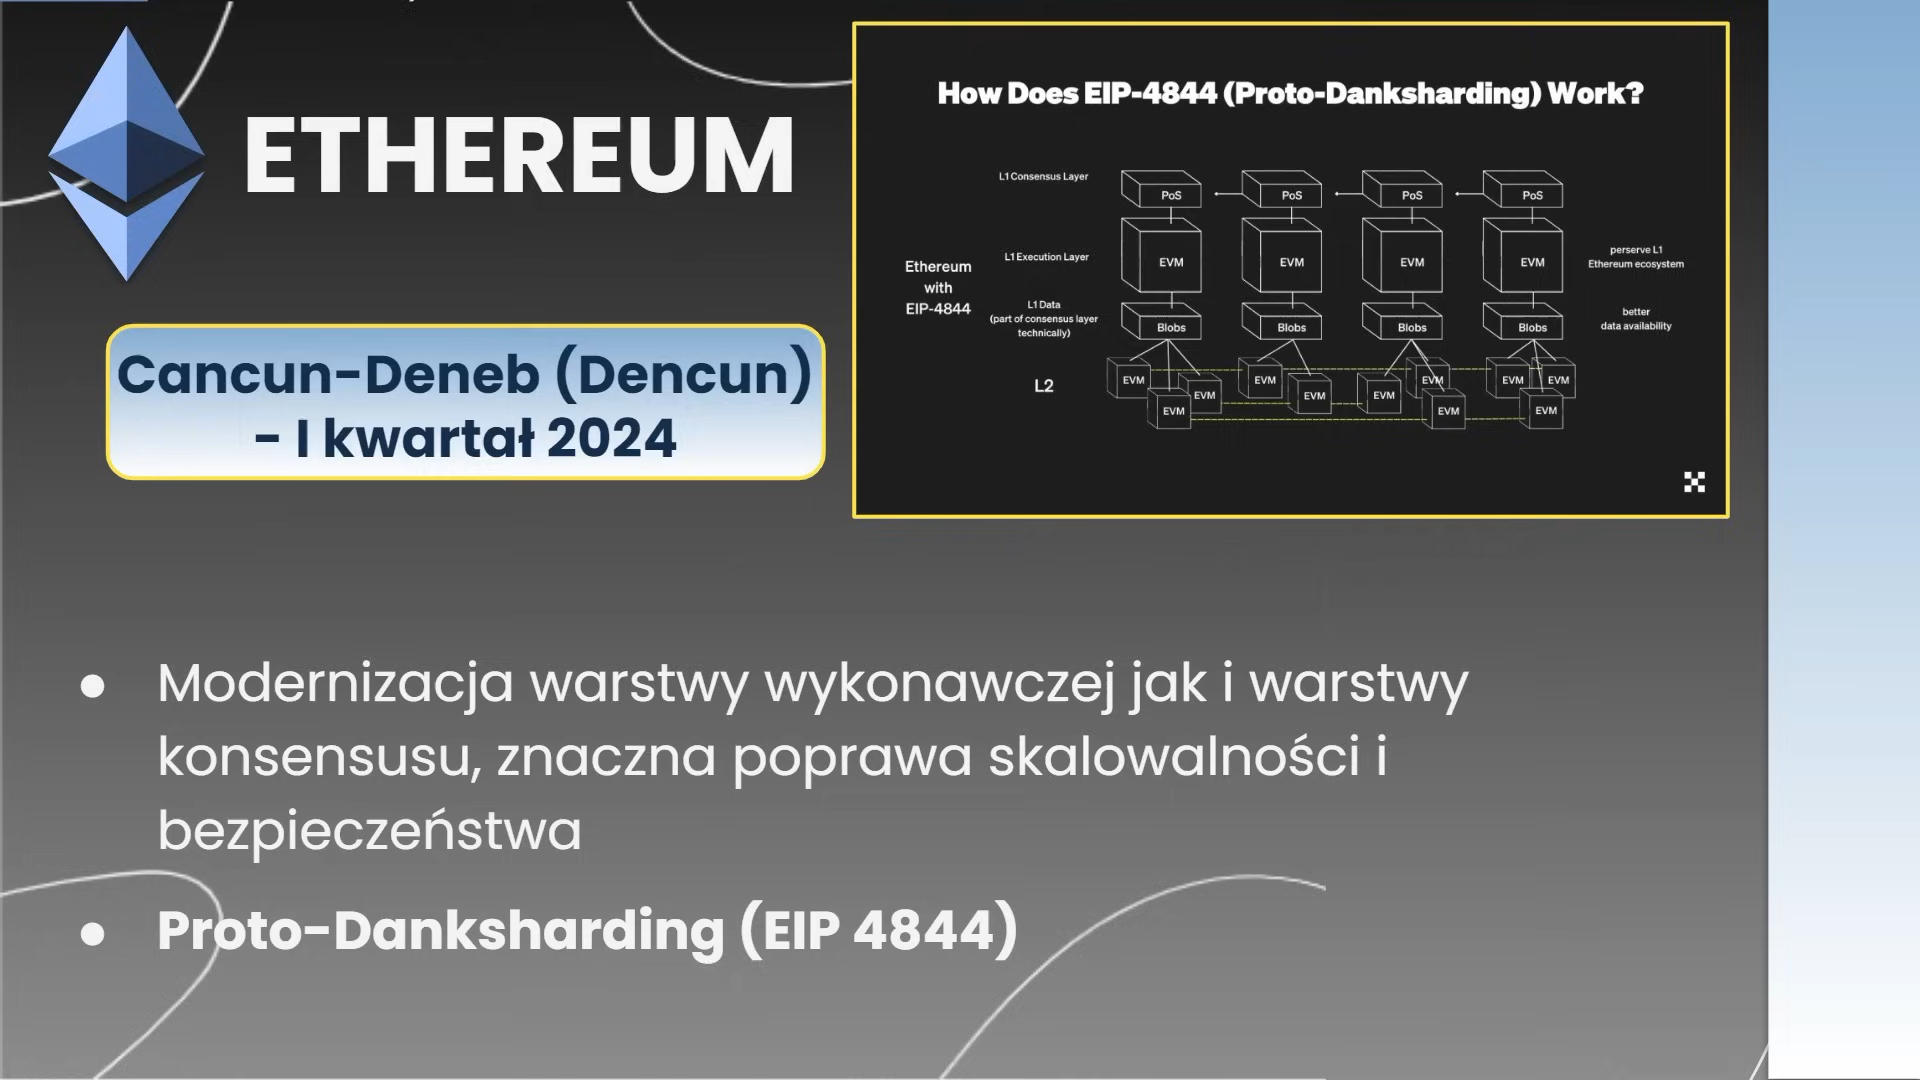 ETHEREUM
Cancun-Deneb (Dencun)
- I kwartał 2024
How Does EIP-4844 (Proto-Danksharding) Work?
L1 Consensus Layer
PoS
PoS
PoS
PoS
Ethereum
with
EIP-4844
L1 Execution Layer
EVM
EVM
EVM
EVM
perserve L1
Ethereum ecosystem
L1 Data
(part of consensus layer
technically)
Blobs
Blobs
Blobs
Blobs
better
data availability
L2
EVM
EVM
EVM
EVM
EVM
EVM
EVM
EVM
EVM
EVM
EVM
● Modernizacja warstwy wykonawczej jak i warstwy
konsensusu, znaczna poprawa skalowalności i
bezpieczeństwa
● Proto-Danksharding (EIP 4844)